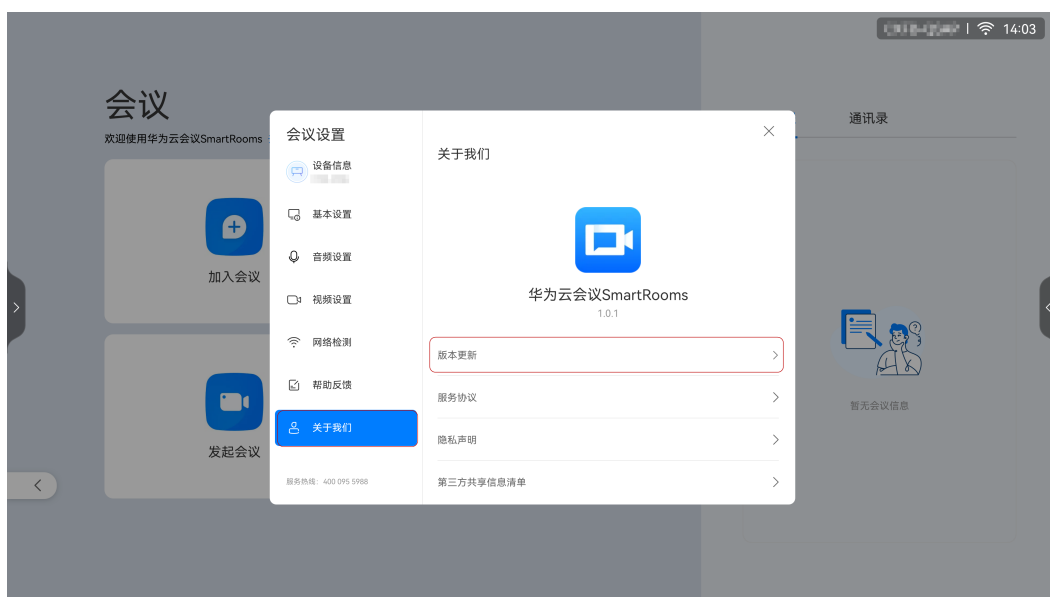 14:03
会议
欢迎使用华为云会议SmartRooms
加入会议
发起会议
会议设置
设备信息
基本设置
音频设置
视频设置
网络检测
帮助反馈
关于我们
服务热线: 400 095 5988
关于我们
华为云会议SmartRooms
1.0.1
版本更新
服务协议
隐私声明
第三方共享信息清单
通讯录
暂无会议信息